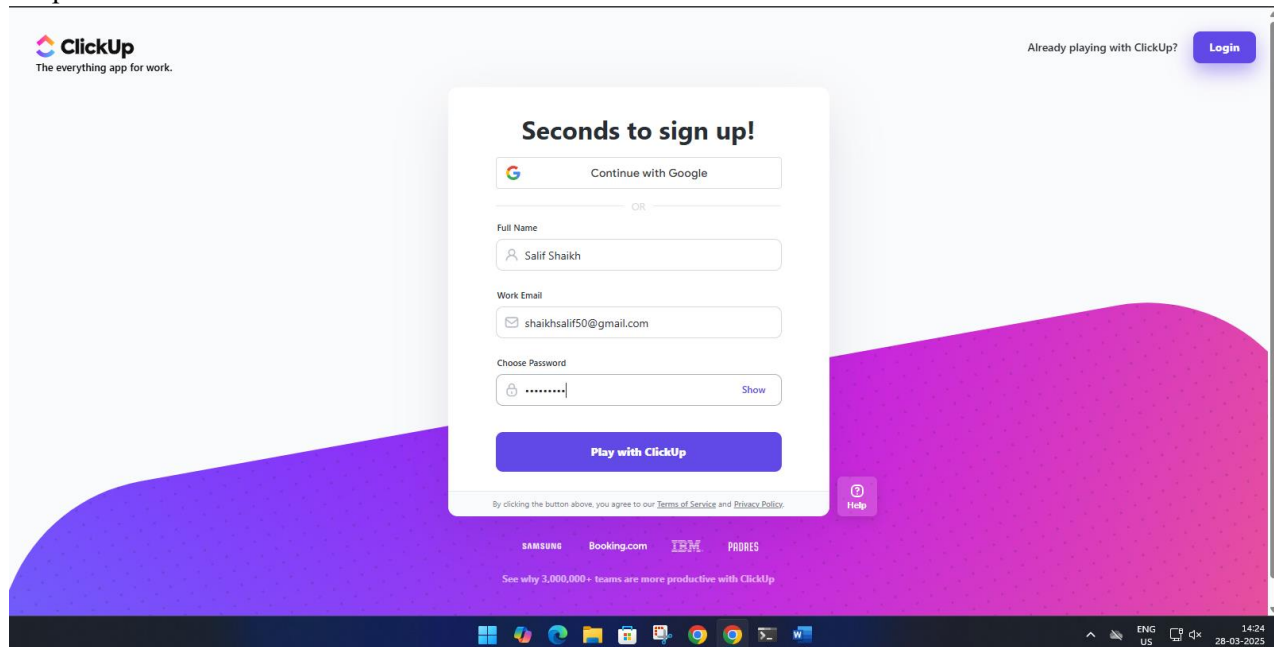 ClickUp
The everything app for work.
Already playing with ClickUp?
Login
Seconds to sign up!
Continue with Google
OR
Full Name
Salif Shaikh
Work Email
shaikhsalif50@gmail.com
Choose Password
•••••••••
Show
Play with ClickUp
By clicking the button above, you agree to our Terms of Service and Privacy Policy.
Help
SAMSUNG Booking.com IBM. PADRES
See why 3,000,000+ teams are more productive with ClickUp
ENG
US
14:24
28-03-2025